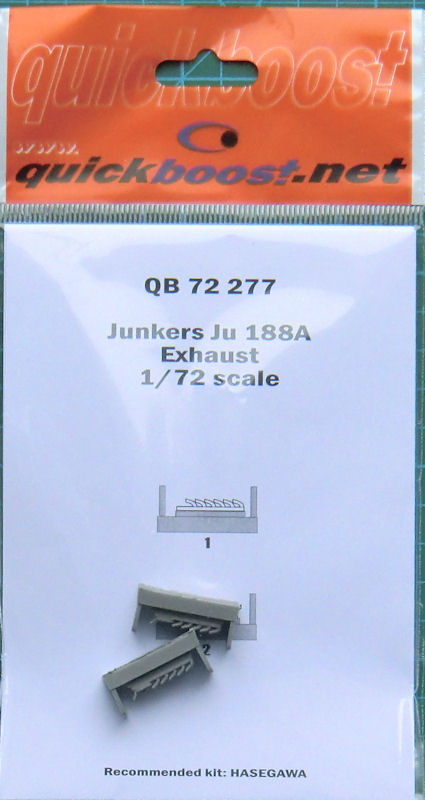 quickboost
www.
quickboost.net
QB 72 277
Junkers Ju 188A
Exhaust
1/72 scale
1
2
Recommended kit: HASEGAWA